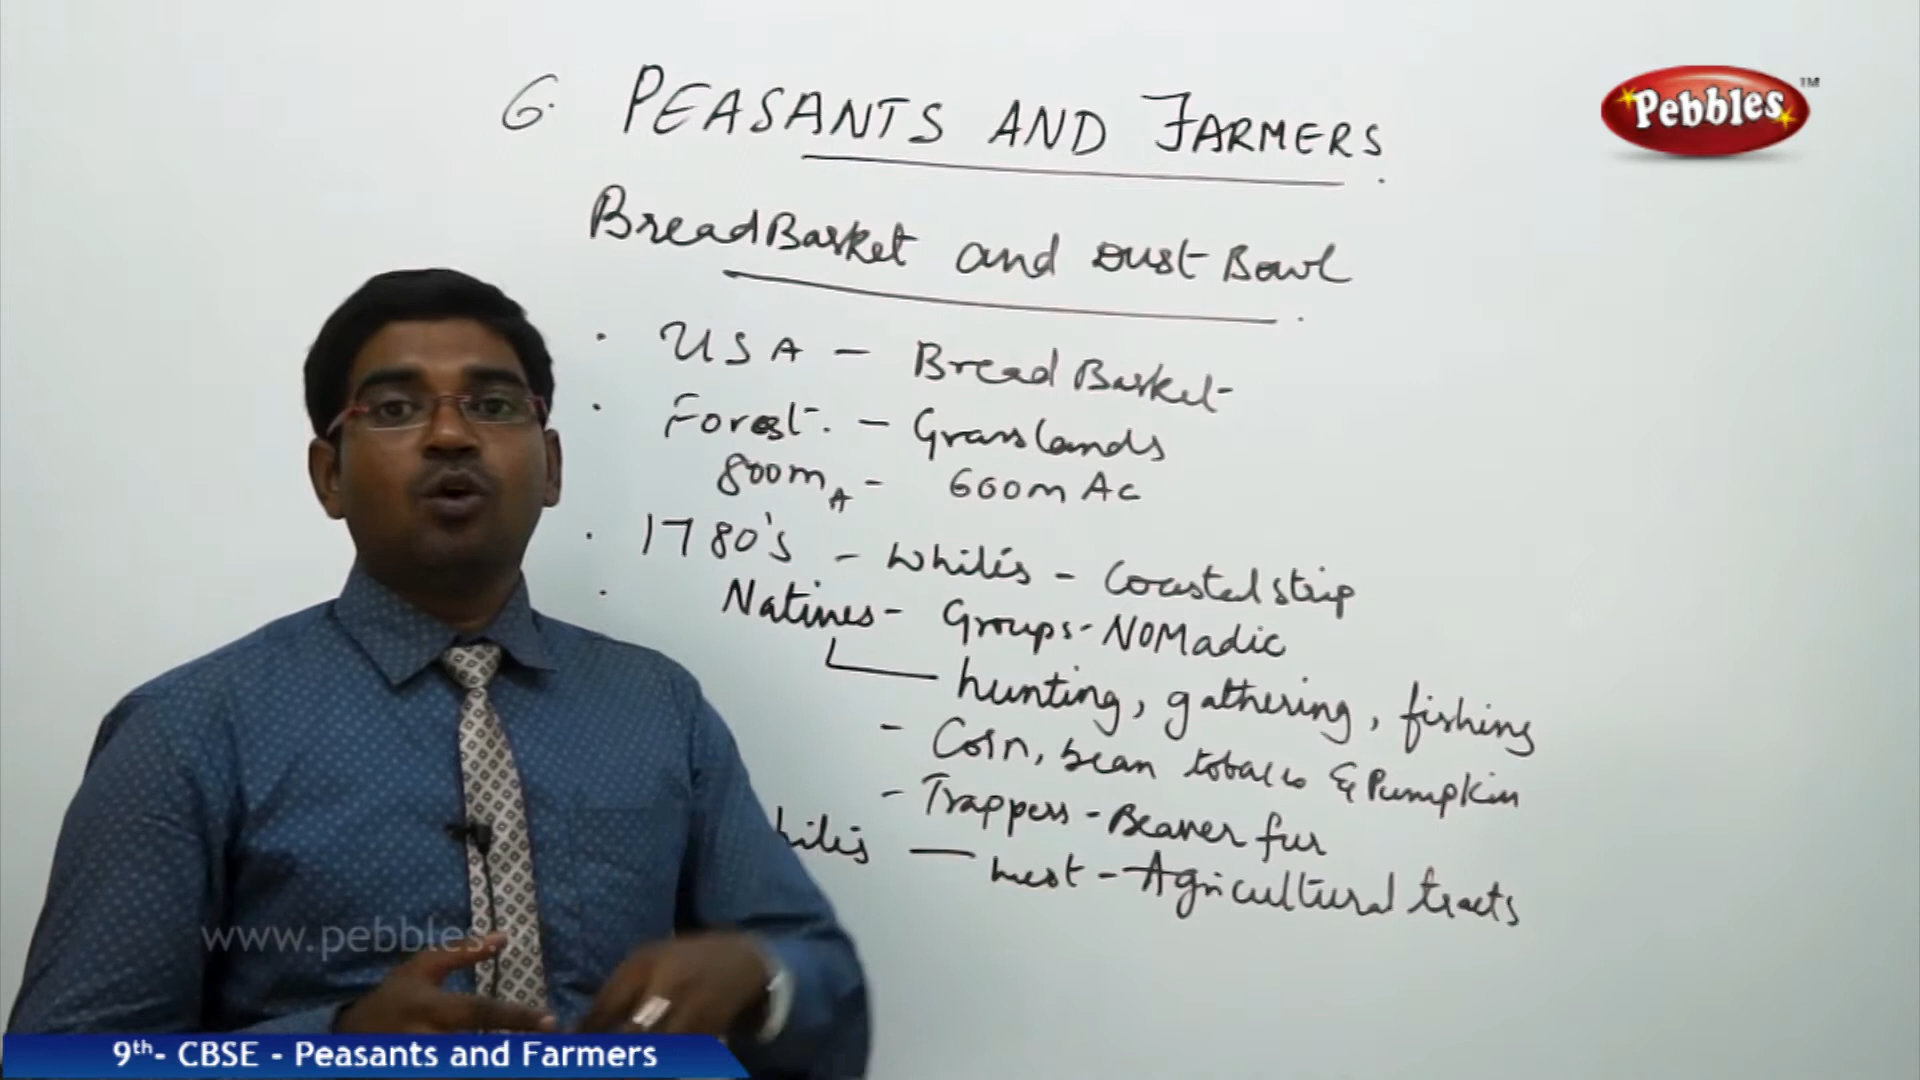 6. PEASANTS AND FARMERS
Pebbles TM
BreadBasket and Dust Bowl
· USA - Bread Basket
· Forest. - Grasslands
800m A - 600m Ac
· 1780's - Whites - Coastal strip
· Natives - Groups - NOMadic
hunting, gathering, fishing
- Corn, bean tobacco & Pumpkin
- Trappers - Beaver fur
hites - West - Agricultural tracts
www.pebbles.
9th- CBSE - Peasants and Farmers